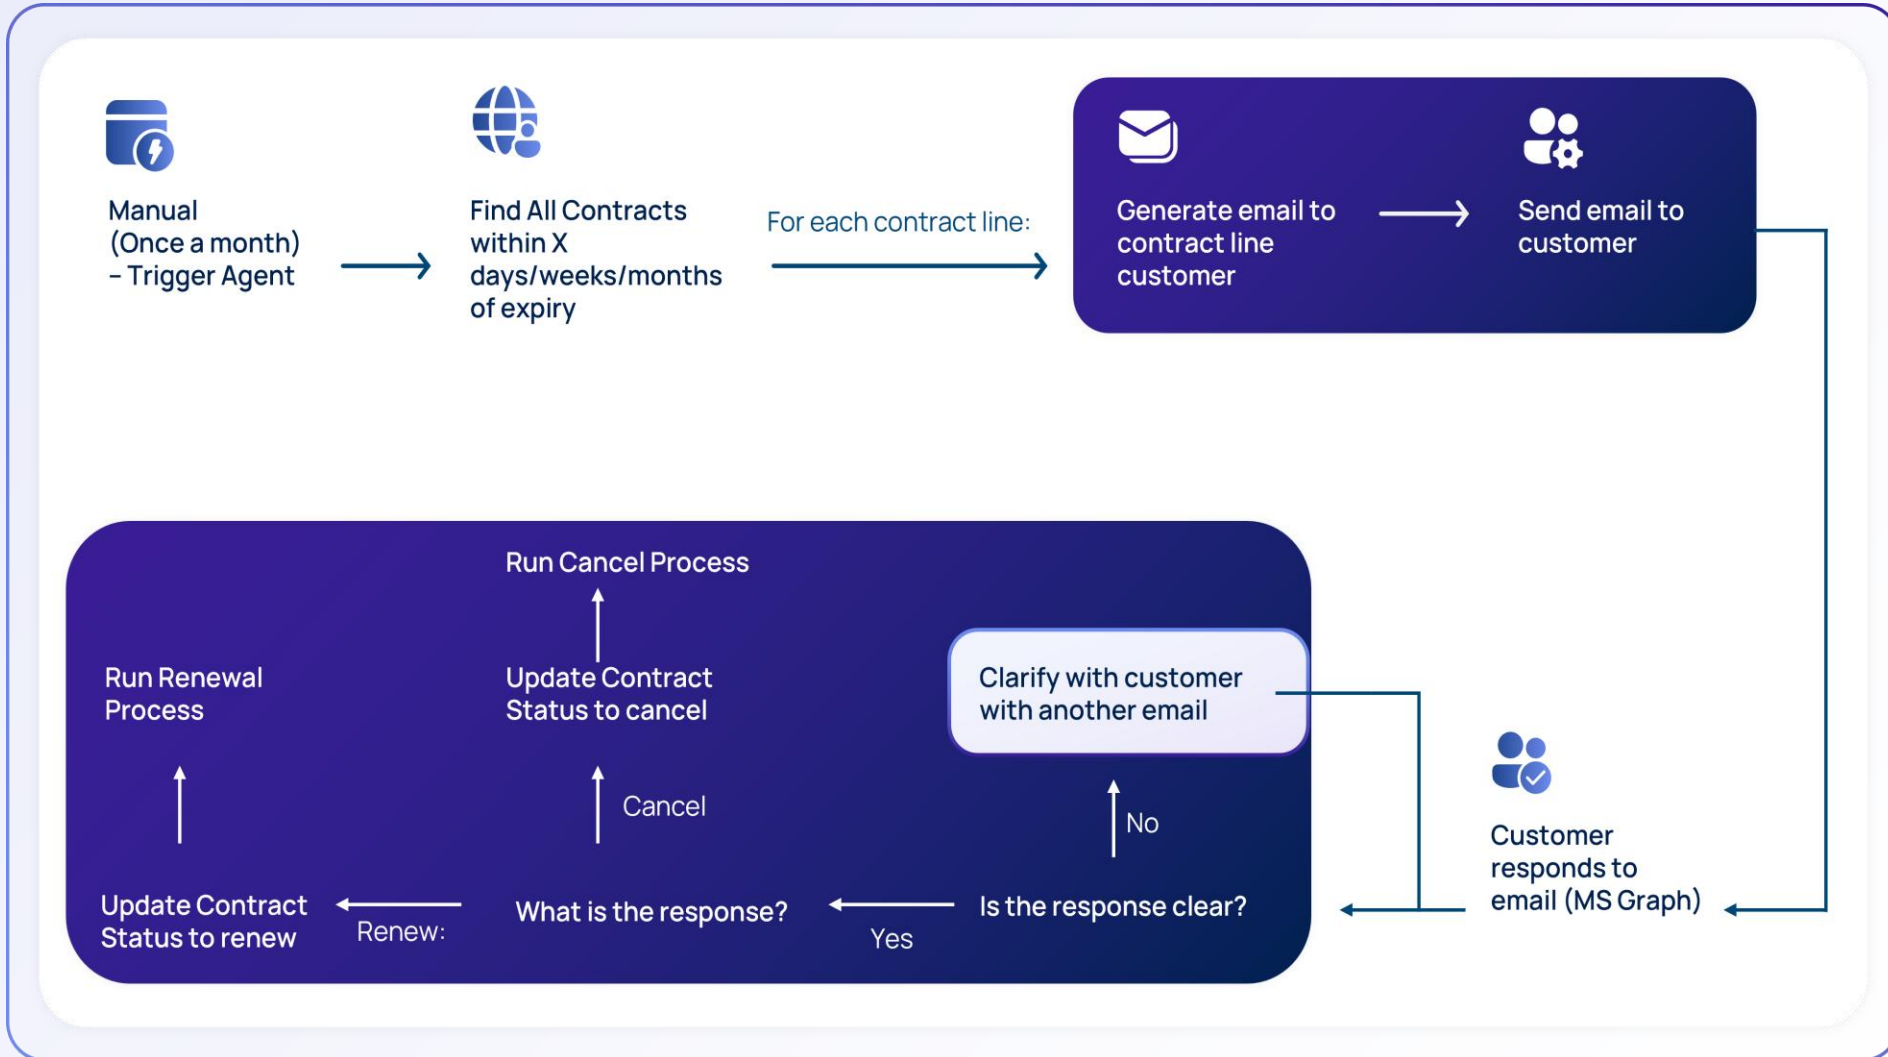 Manual
(Once a month)
– Trigger Agent
Find All Contracts
within X
days/weeks/months
of expiry
For each contract line:
Generate email to
contract line
customer
Send email to
customer
Run Cancel Process
Run Renewal
Process
Update Contract
Status to cancel
Clarify with customer
with another email
Cancel
No
Customer
responds to
email (MS Graph)
Update Contract
Status to renew
Renew:
What is the response?
Yes
Is the response clear?